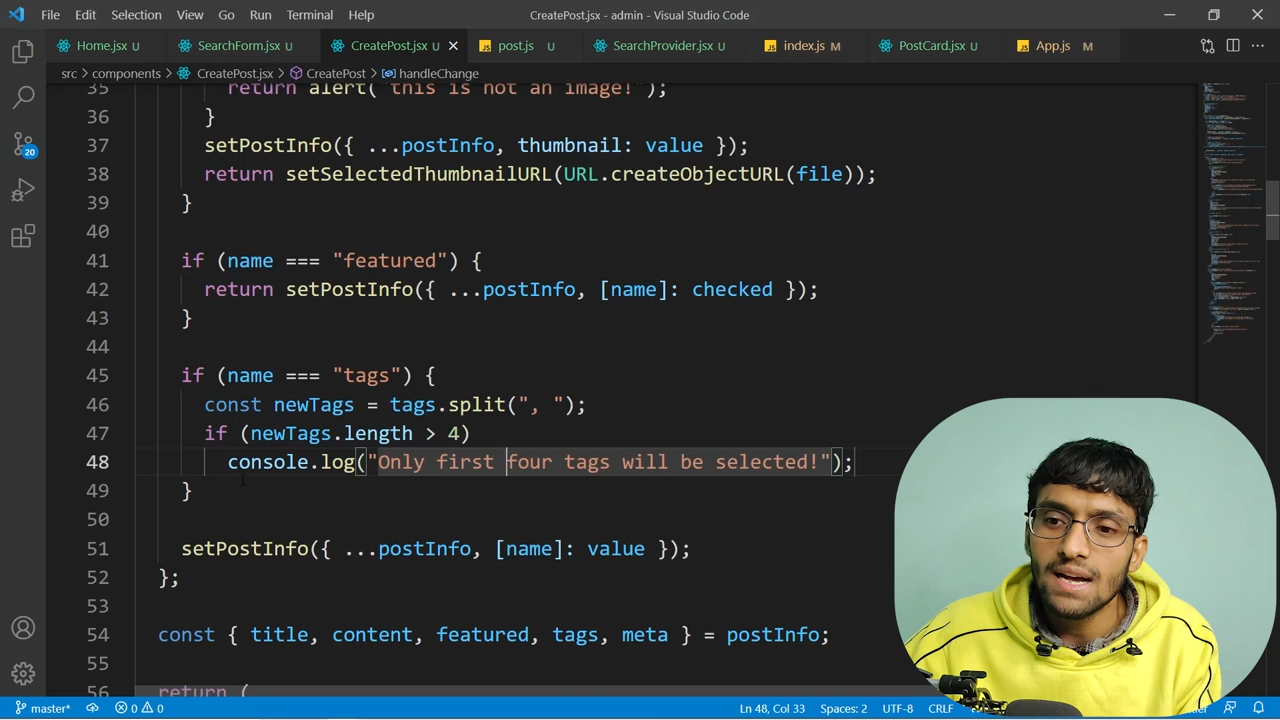 File Edit Selection View Go Run Terminal Help CreatePost.jsx - admin - Visual Studio Code
Home.jsx U SearchForm.jsx U CreatePost.jsx U post.js U SearchProvider.jsx U index.js M PostCard.jsx U App.js M
src > components > CreatePost.jsx > CreatePost > handleChange
35 return alert("this is not an image!");
36 }
37 setPostInfo({ ...postInfo, thumbnail: value });
38 return setSelectedThumbnailURL(URL.createObjectURL(file));
39 }
40
41 if (name === "featured") {
42 return setPostInfo({ ...postInfo, [name]: checked });
43 }
44
45 if (name === "tags") {
46 const newTags = tags.split(", ");
47 if (newTags.length > 4)
48 console.log("Only first four tags will be selected!");
49 }
50
51 setPostInfo({ ...postInfo, [name]: value });
52 };
53
54 const { title, content, featured, tags, meta } = postInfo;
55
56 return (
20
master* 0 0 Ln 48, Col 33 Spaces: 2 UTF-8 CRLF